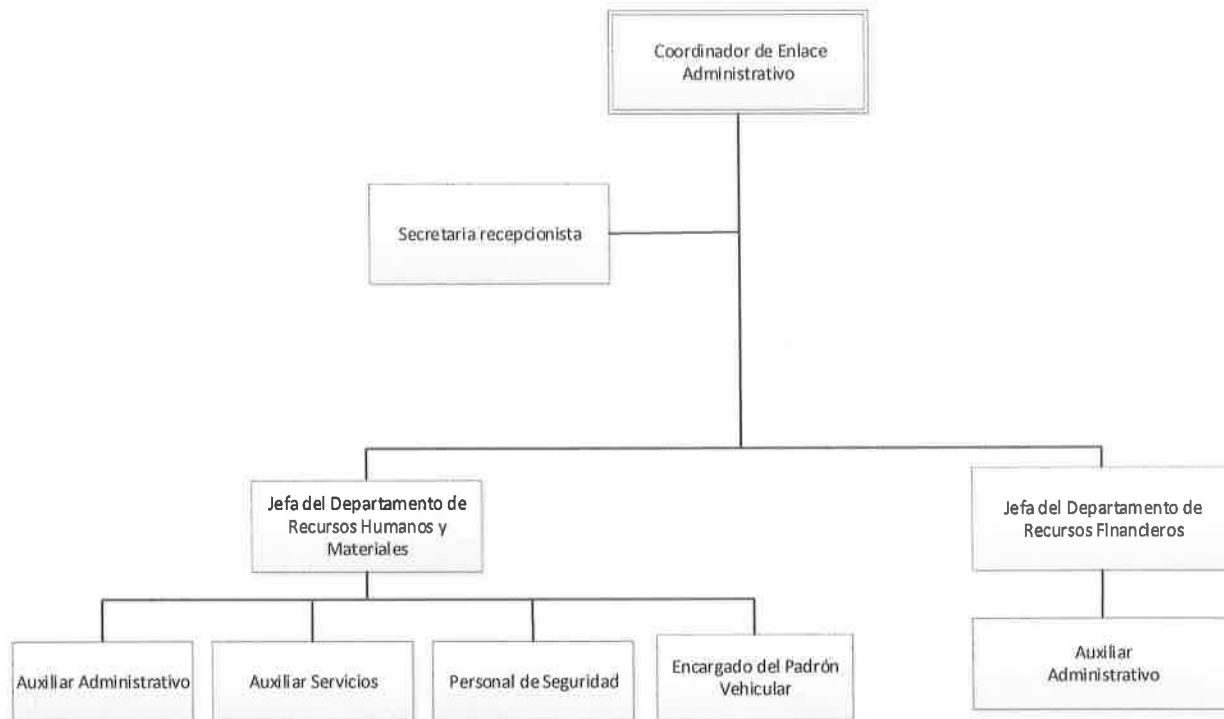 Coordinador de Enlace
Administrativo
Secretaria recepcionista
Jefa del Departamento de
Recursos Humanos y
Materiales
Jefa del Departamento de
Recursos Financieros
Auxiliar Administrativo
Auxiliar Servicios
Personal de Seguridad
Encargado del Padrón
Vehicular
Auxiliar
Administrativo